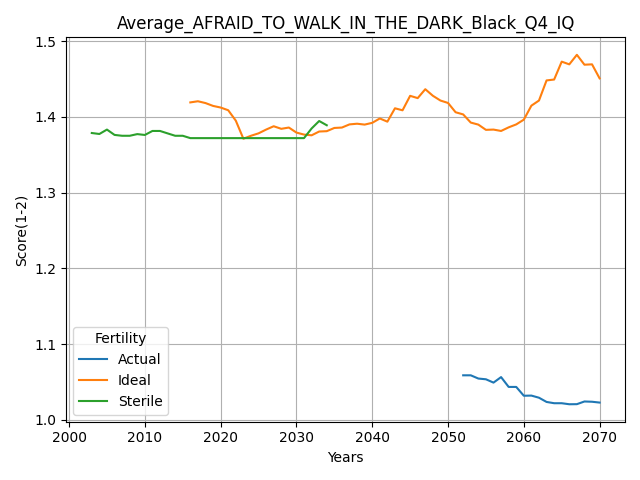 Average_AFRAID_TO_WALK_IN_THE_DARK_Black_Q4_IQ
Score(1-2)
1.5
1.4
1.3
1.2
1.1
1.0
Fertility
Actual
Ideal
Sterile
2000 2010 2020 2030 2040 2050 2060 2070
Years